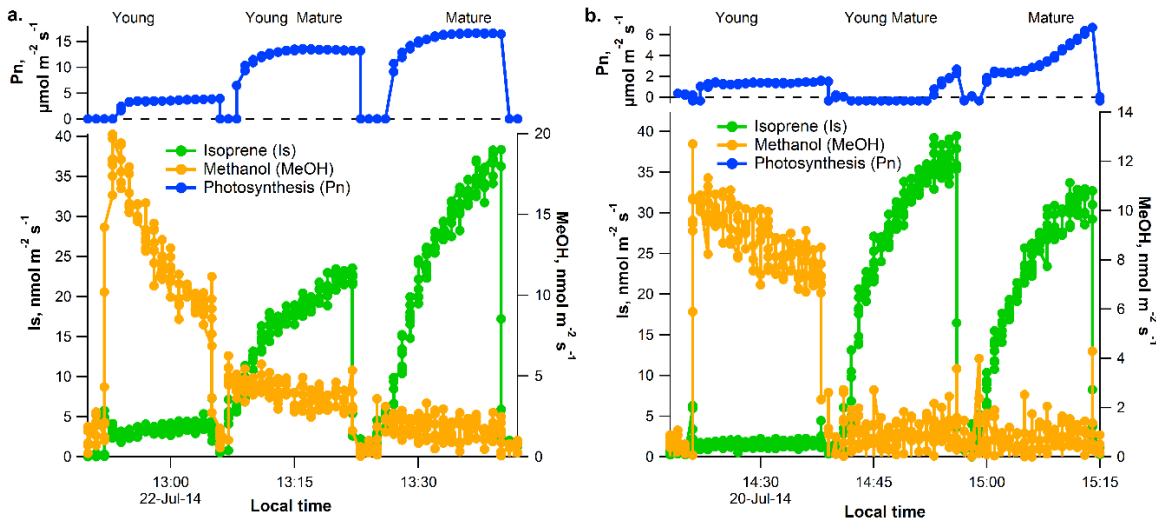 a.
Young
Young Mature
Mature
Pn,
µmol m⁻² s⁻¹
15
10
5
0
40
35
30
25
20
15
10
5
0
Is, nmol m⁻² s⁻¹
Isoprene (Is)
Methanol (MeOH)
Photosynthesis (Pn)
20
15
10
5
0
MeOH, nmol m⁻² s⁻¹
13:00
13:15
13:30
22-Jul-14
Local time
b.
Young
Young Mature
Mature
Pn,
µmol m⁻² s⁻¹
6
4
2
0
40
35
30
25
20
15
10
5
0
Is, nmol m⁻² s⁻¹
Isoprene (Is)
Methanol (MeOH)
Photosynthesis (Pn)
14
12
10
8
6
4
2
0
MeOH, nmol m⁻² s⁻¹
14:30
14:45
15:00
15:15
20-Jul-14
Local time